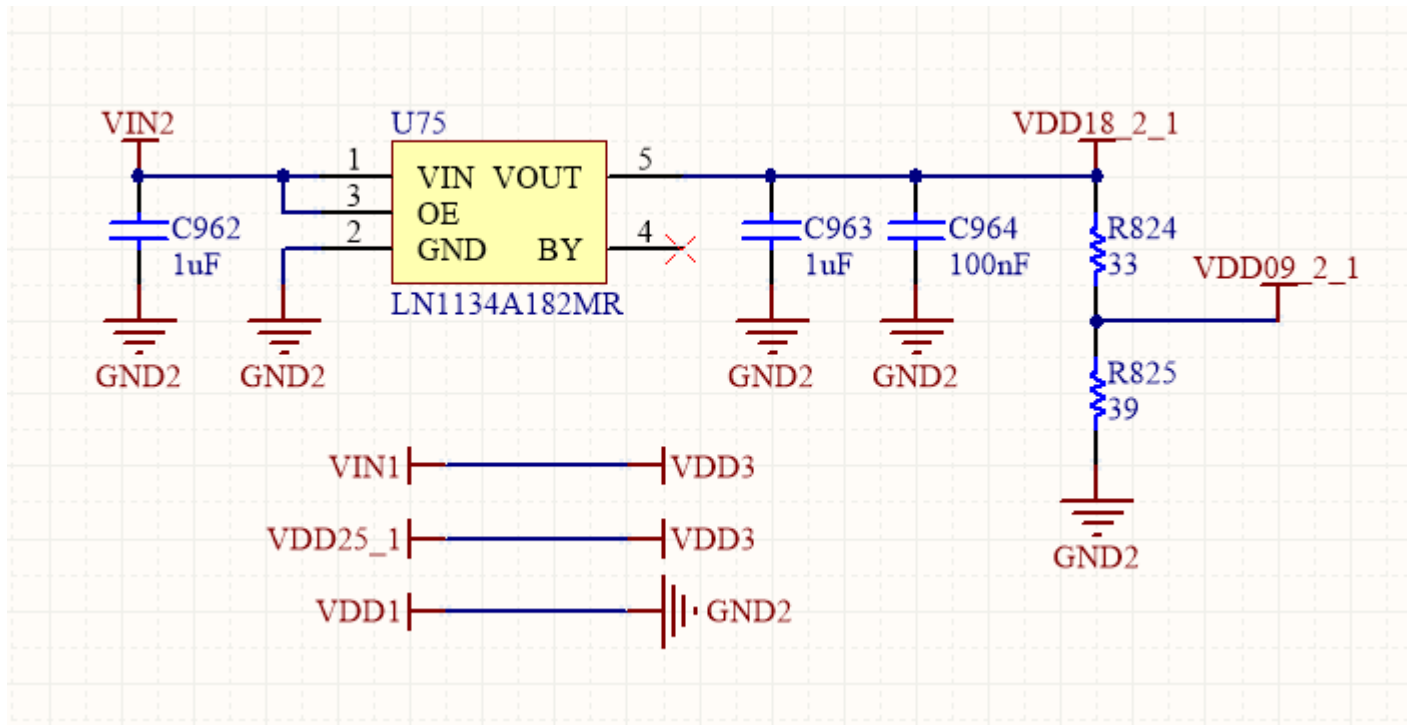 VIN2
U75
VDD18_2_1
1
VIN
VOUT
5
3
OE
2
GND
BY
4
C962
1uF
C963
1uF
C964
100nF
R824
33
VDD09_2_1
LN1134A182MR
GND2
GND2
GND2
GND2
R825
39
VIN1
VDD3
VDD25_1
VDD3
GND2
VDD1
GND2